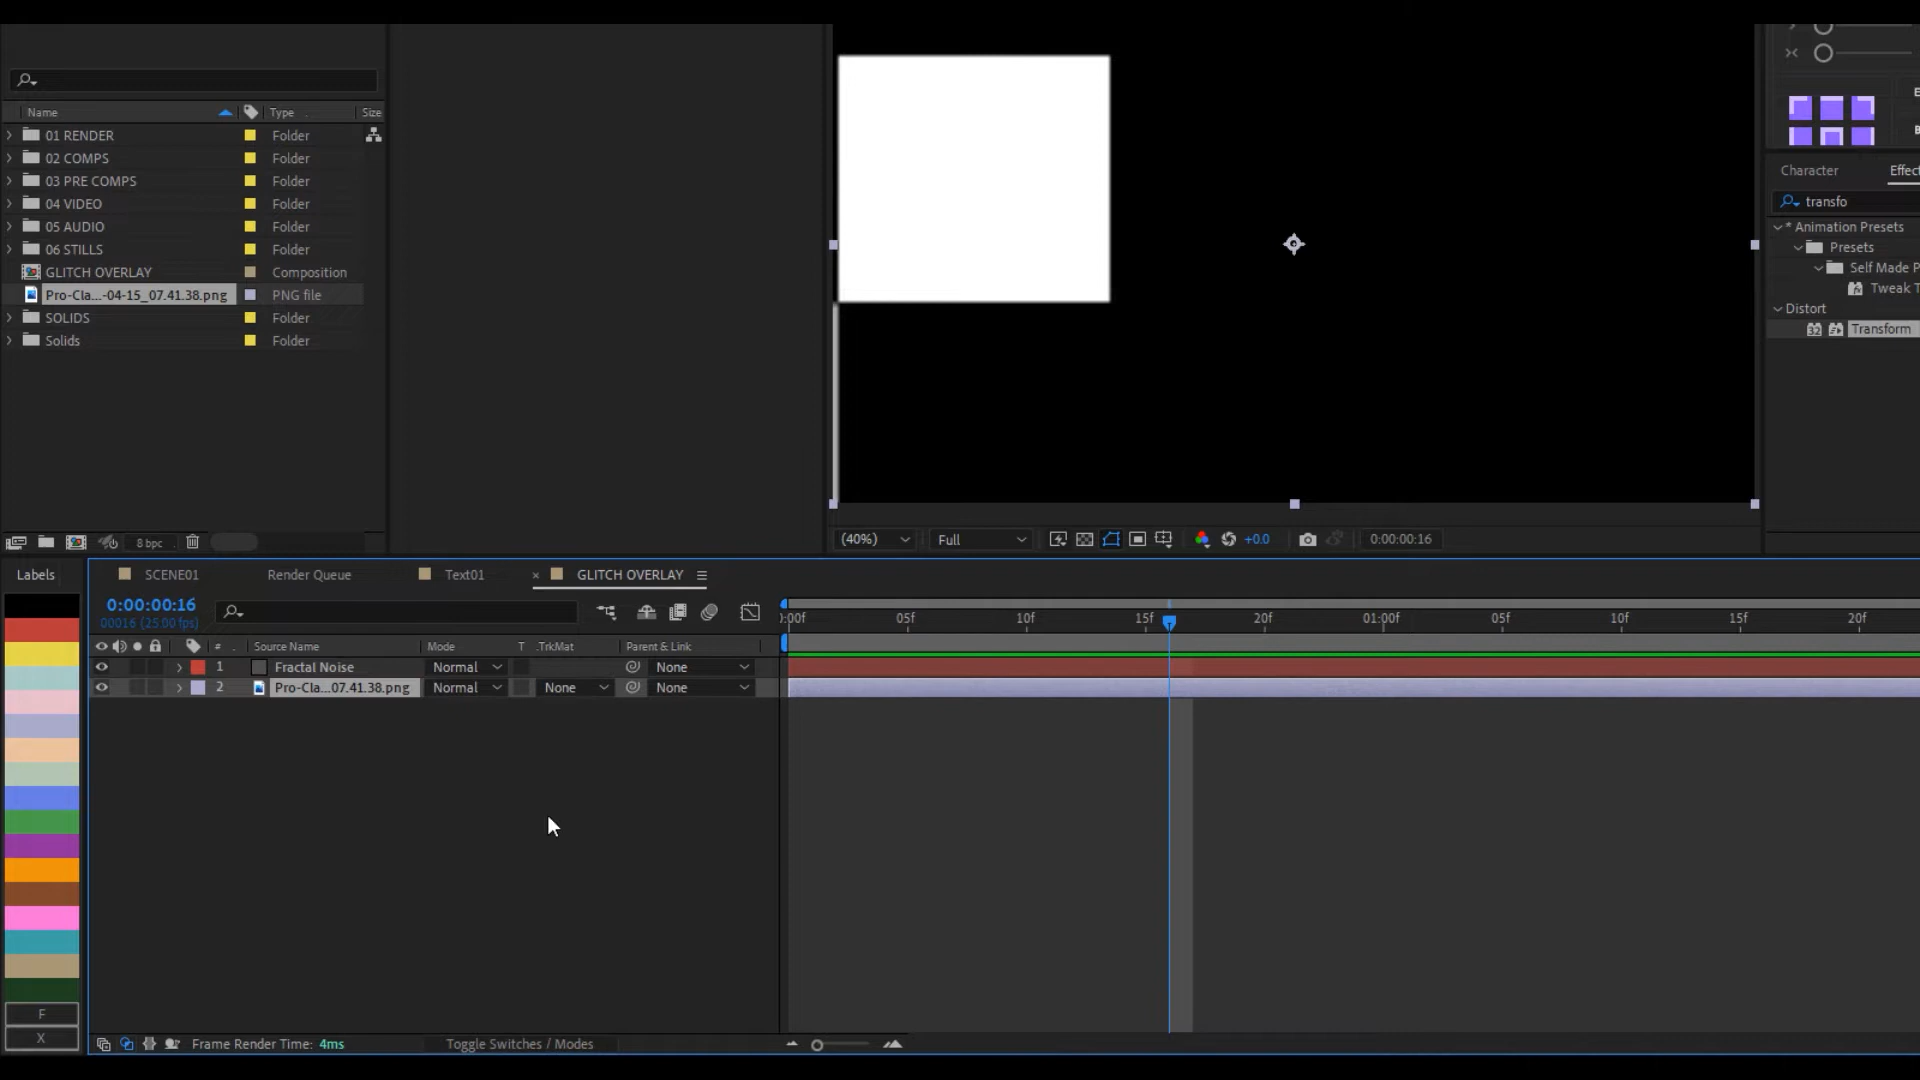 Name Type Size
01 RENDER Folder
02 COMPS Folder
03 PRE COMPS Folder
04 VIDEO Folder
05 AUDIO Folder
06 STILLS Folder
GLITCH OVERLAY Composition
Pro-Cla...-04-15_07.41.38.png PNG file
SOLIDS Folder
Solids Folder
8 bpc
(40%) Full +0.0 0:00:00:16
Character Effec
transfo
* Animation Presets
Presets
Self Made P
Tweak T
Distort
32 Transform
Labels
F
X
SCENE01 Render Queue Text01 × GLITCH OVERLAY
0:00:00:16
00016 (25.00 fps)
:00f 05f 10f 15f 20f 01:00f 05f 10f 15f 20f
# Source Name Mode T .TrkMat Parent & Link
1 Fractal Noise Normal None
2 Pro-Cla...07.41.38.png Normal None None
Frame Render Time: 4ms Toggle Switches / Modes